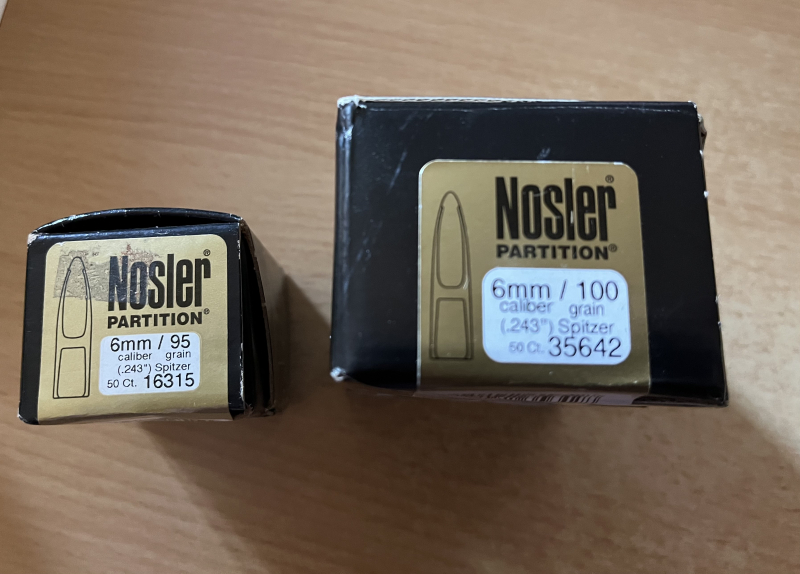 Nosler®
PARTITION®
6mm / 95
caliber grain
(.243") Spitzer
50 Ct. 16315
Nosler®
PARTITION®
6mm / 100
caliber grain
(.243") Spitzer
50 Ct. 35642